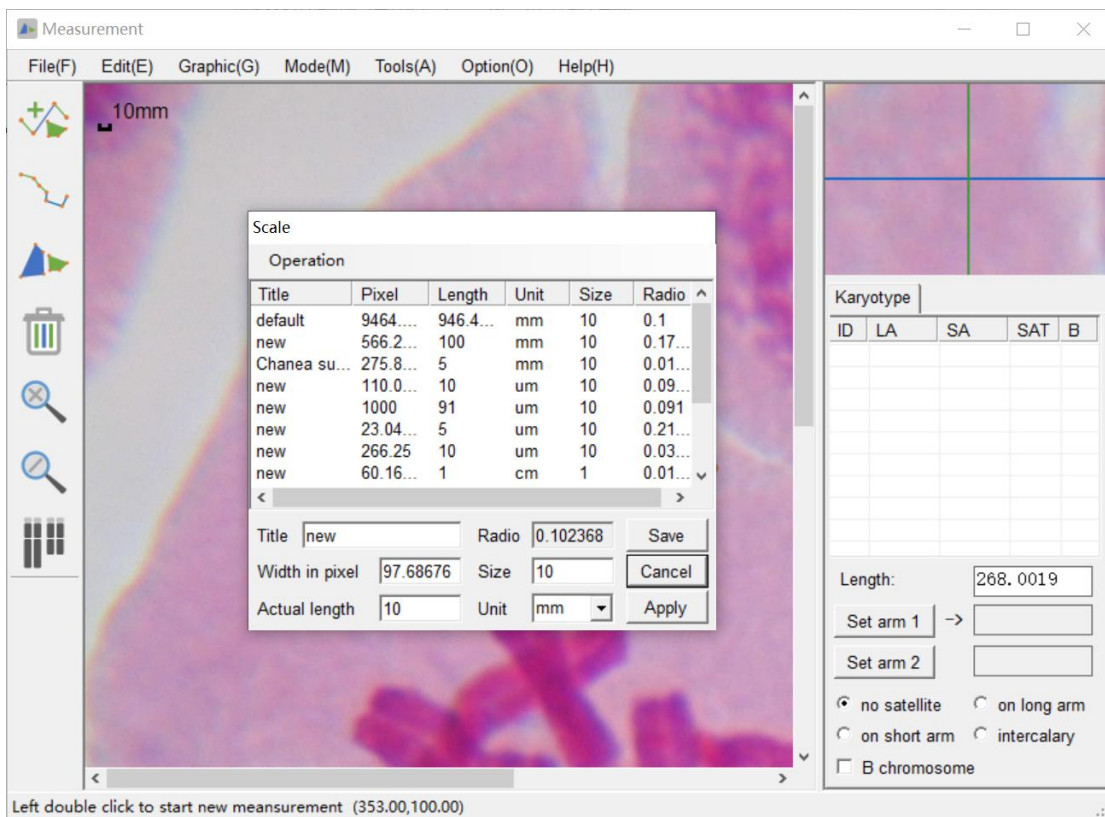 Measurement
File(F) Edit(E) Graphic(G) Mode(M) Tools(A) Option(O) Help(H)
10mm
Scale
Operation
Title Pixel Length Unit Size Radio
default 9464.... 946.4... mm 10 0.1
new 566.2... 100 mm 10 0.17...
Chanea su... 275.8... 5 mm 10 0.01...
new 110.0... 10 um 10 0.09...
new 1000 91 um 10 0.091
new 23.04... 5 um 10 0.21...
new 266.25 10 um 10 0.03...
new 60.16... 1 cm 1 0.01...
Title new Radio 0.102368 Save
Width in pixel 97.68676 Size 10 Cancel
Actual length 10 Unit mm Apply
Karyotype
ID LA SA SAT B
Length: 268.0019
Set arm 1 ->
Set arm 2
no satellite on long arm
on short arm intercalary
B chromosome
Left double click to start new meansurement (353.00,100.00)